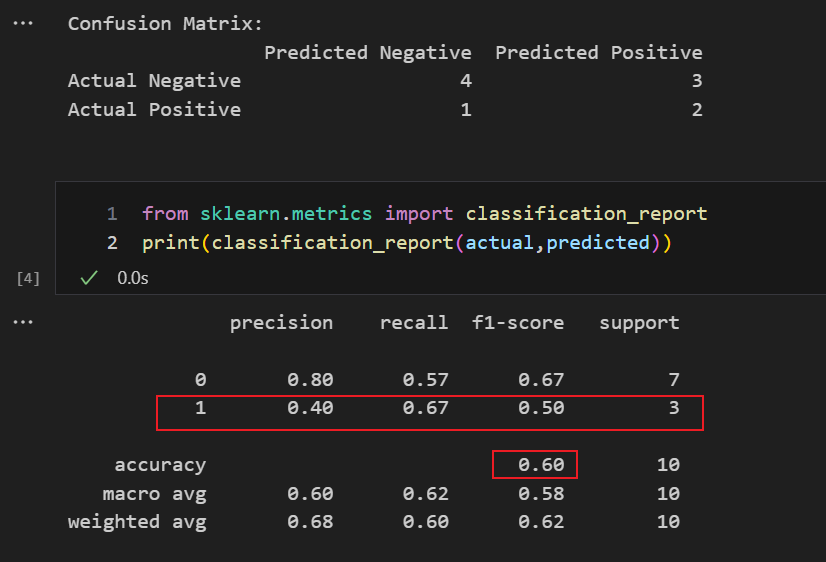 Confusion Matrix:
Predicted Negative Predicted Positive
Actual Negative 4 3
Actual Positive 1 2
1 from sklearn.metrics import classification_report
2 print(classification_report(actual,predicted))
[4] 0.0s
precision recall f1-score support
0 0.80 0.57 0.67 7
1 0.40 0.67 0.50 3
accuracy 0.60 10
macro avg 0.60 0.62 0.58 10
weighted avg 0.68 0.60 0.62 10